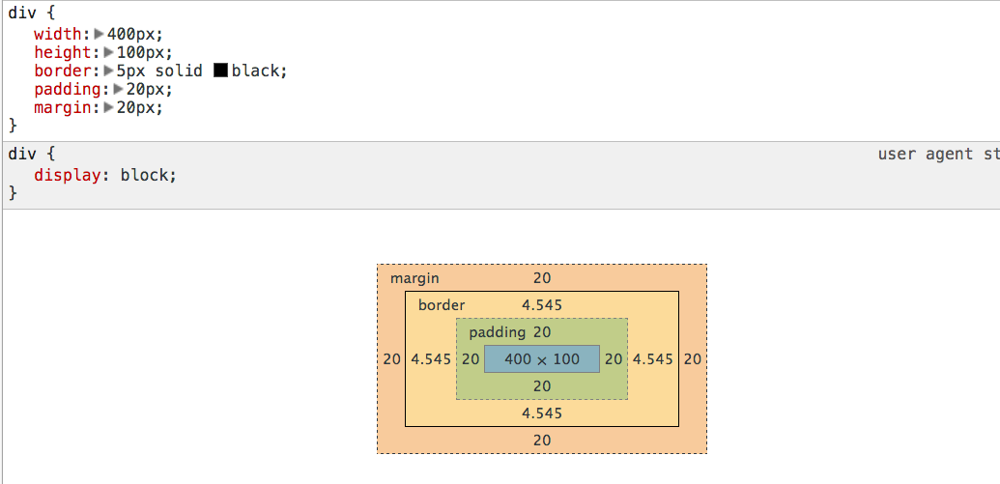 div {
width: 400px;
height: 100px;
border: 5px solid black;
padding: 20px;
margin: 20px;
}
div {
user agent st
display: block;
}
margin 20
border 4.545
padding 20
20 4.545 20 400 × 100 20 4.545 20
20
4.545
20